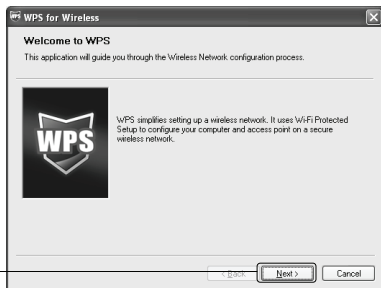 WPS for Wireless
Welcome to WPS
This application will guide you through the Wireless Network configuration process.
WPS
WPS simplifies setting up a wireless network. It uses Wi-Fi Protected
Setup to configure your computer and access point on a secure
wireless network.
< Back
Next >
Cancel